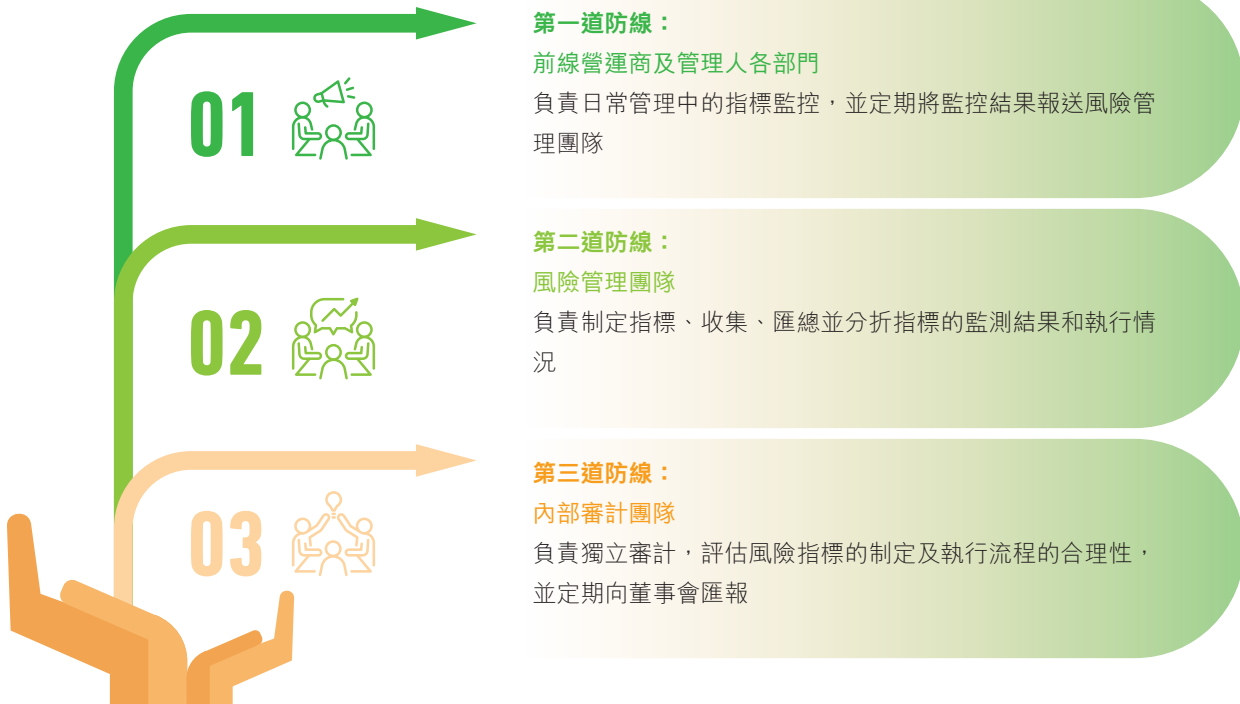 01
第一道防線：
前線營運商及管理人各部門
負責日常管理中的指標監控，並定期將監控結果報送風險管
理團隊
02
第二道防線：
風險管理團隊
負責制定指標、收集、匯總並分折指標的監測結果和執行情
況
03
第三道防線：
內部審計團隊
負責獨立審計，評估風險指標的制定及執行流程的合理性，
並定期向董事會匯報